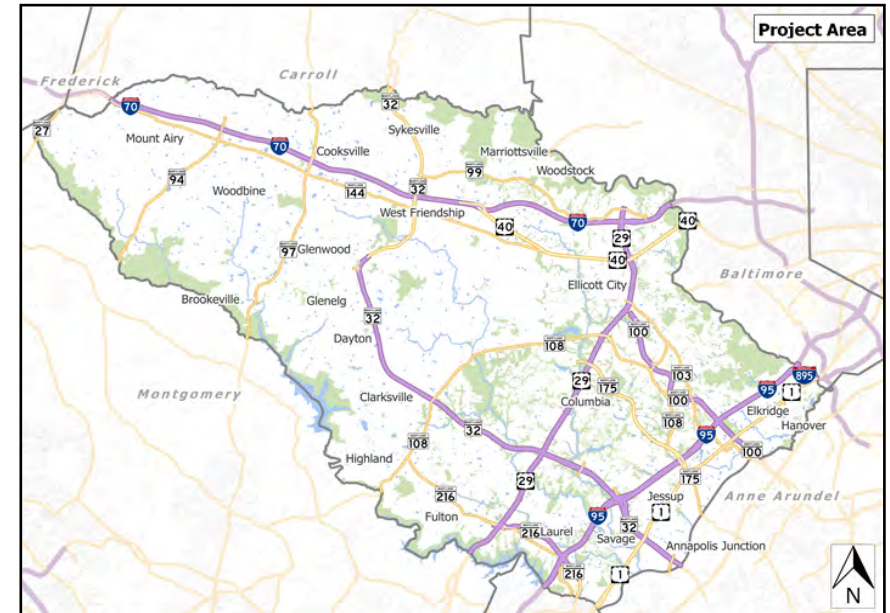 Project Area
Carroll
Frederick
70
32
27
Mount Airy
Sykesville
70
Cooksville
Marriottsville
99
Woodstock
94
Woodbine
144
32
West Friendship
40
70
40
29
97
Glenwood
40
Baltimore
Ellicott City
Brookeville
Glenelg
32
Dayton
100
108
103
895
29
175
95
1
Montgomery
Clarksville
Columbia
100
Elkridge
32
108
Hanover
108
95
Highland
100
29
175
216
Jessup
Anne Arundel
Fulton
95
1
32
216
Laurel
Savage
Annapolis Junction
216
1
N